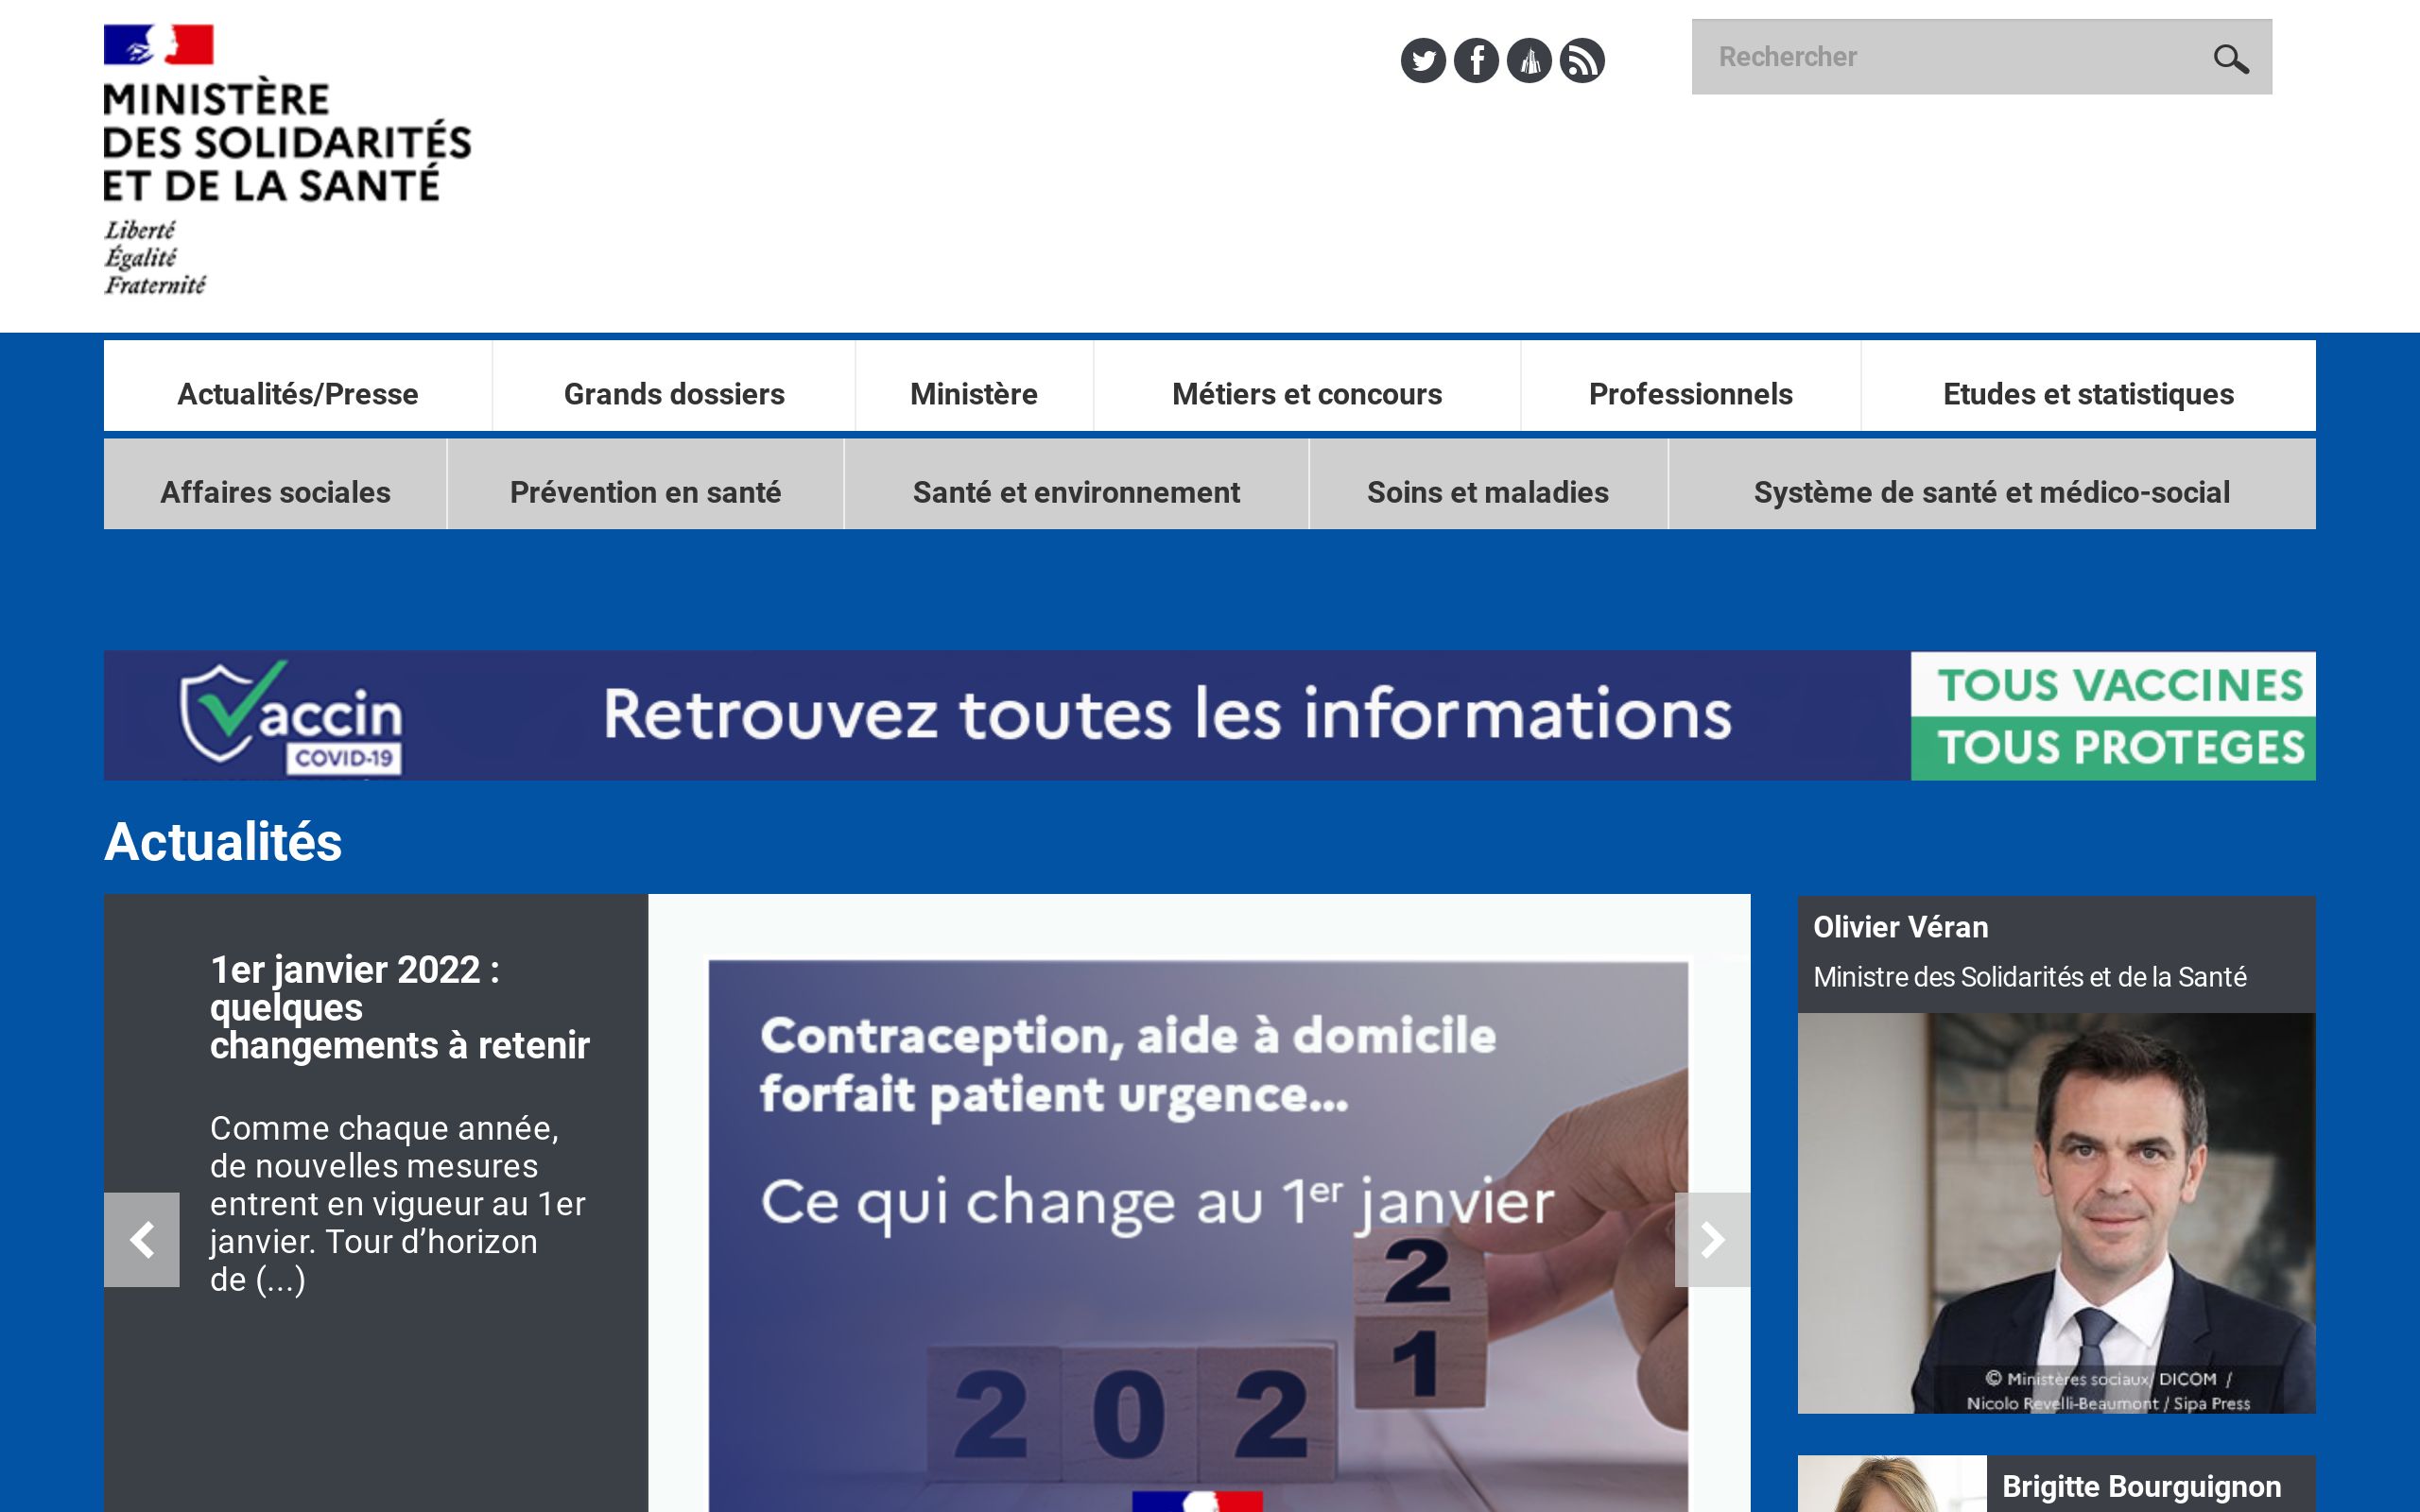 MINISTÈRE
DES SOLIDARITÉS
ET DE LA SANTÉ
Liberté
Égalité
Fraternité
Rechercher
Actualités/Presse
Grands dossiers
Ministère
Métiers et concours
Professionnels
Etudes et statistiques
Affaires sociales
Prévention en santé
Santé et environnement
Soins et maladies
Système de santé et médico-social
Vaccin
COVID-19
Retrouvez toutes les informations
TOUS VACCINES
TOUS PROTEGES
Actualités
1er janvier 2022 :
quelques
changements à retenir
Comme chaque année,
de nouvelles mesures
entrent en vigueur au 1er
janvier. Tour d’horizon
de (...)
Contraception, aide à domicile
forfait patient urgence...
Ce qui change au 1er janvier
2
2 0 2 1
Olivier Véran
Ministre des Solidarités et de la Santé
© Ministères sociaux/ DICOM /
Nicolo Revelli-Beaumont / Sipa Press
Brigitte Bourguignon